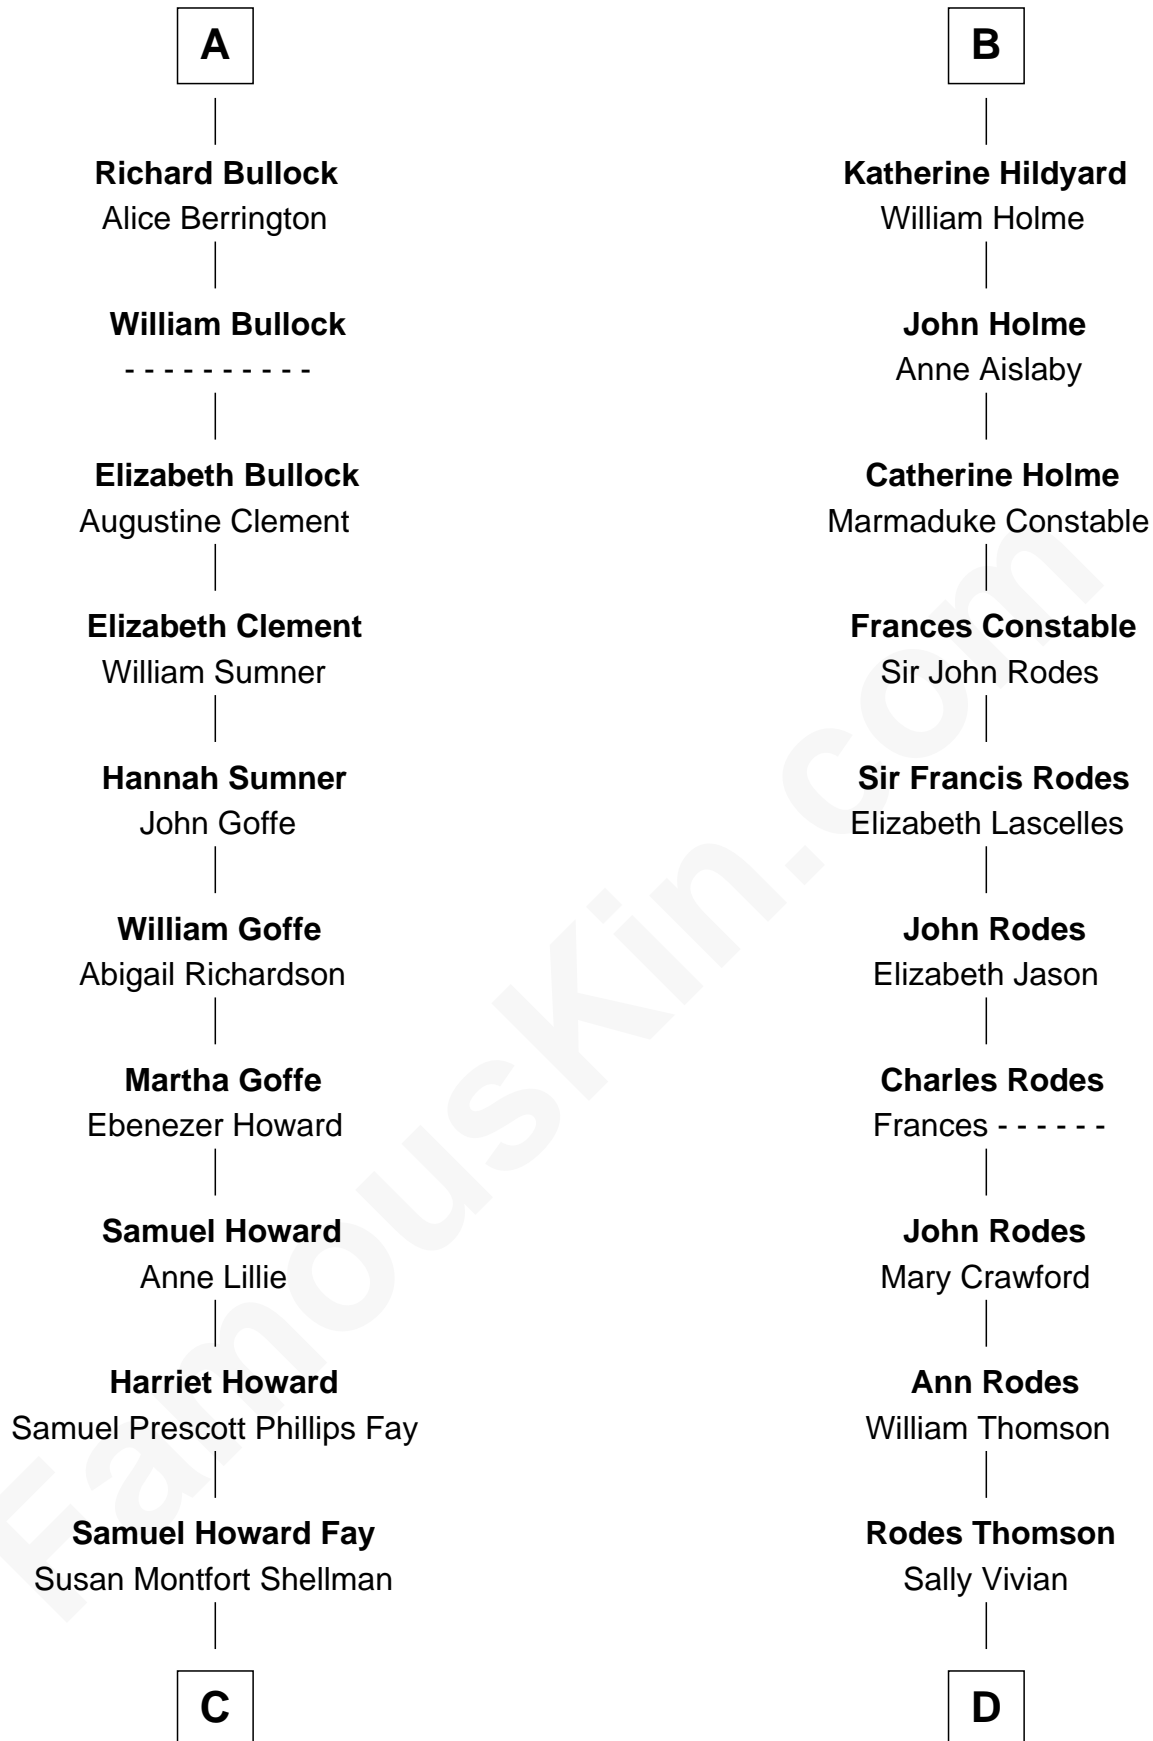 A
Richard Bullock
Alice Berrington
William Bullock
- - - - - - - - - -
Elizabeth Bullock
Augustine Clement
Elizabeth Clement
William Sumner
Hannah Sumner
John Goffe
William Goffe
Abigail Richardson
Martha Goffe
Ebenezer Howard
Samuel Howard
Anne Lillie
Harriet Howard
Samuel Prescott Phillips Fay
Samuel Howard Fay
Susan Montfort Shellman
C
B
Katherine Hildyard
William Holme
John Holme
Anne Aislaby
Catherine Holme
Marmaduke Constable
Frances Constable
Sir John Rodes
Sir Francis Rodes
Elizabeth Lascelles
John Rodes
Elizabeth Jason
Charles Rodes
Frances - - - - - -
John Rodes
Mary Crawford
Ann Rodes
William Thomson
Rodes Thomson
Sally Vivian
D
FamousKin.com